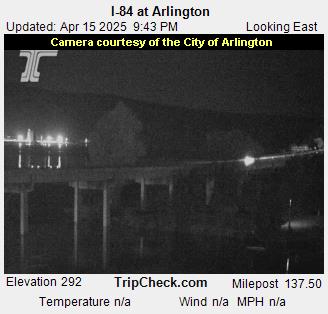 I-84 at Arlington
Updated: Apr 15 2025 9:43 PM Looking East
Camera courtesy of the City of Arlington
Elevation 292 TripCheck.com Milepost 137.50
Temperature n/a Wind n/a MPH n/a